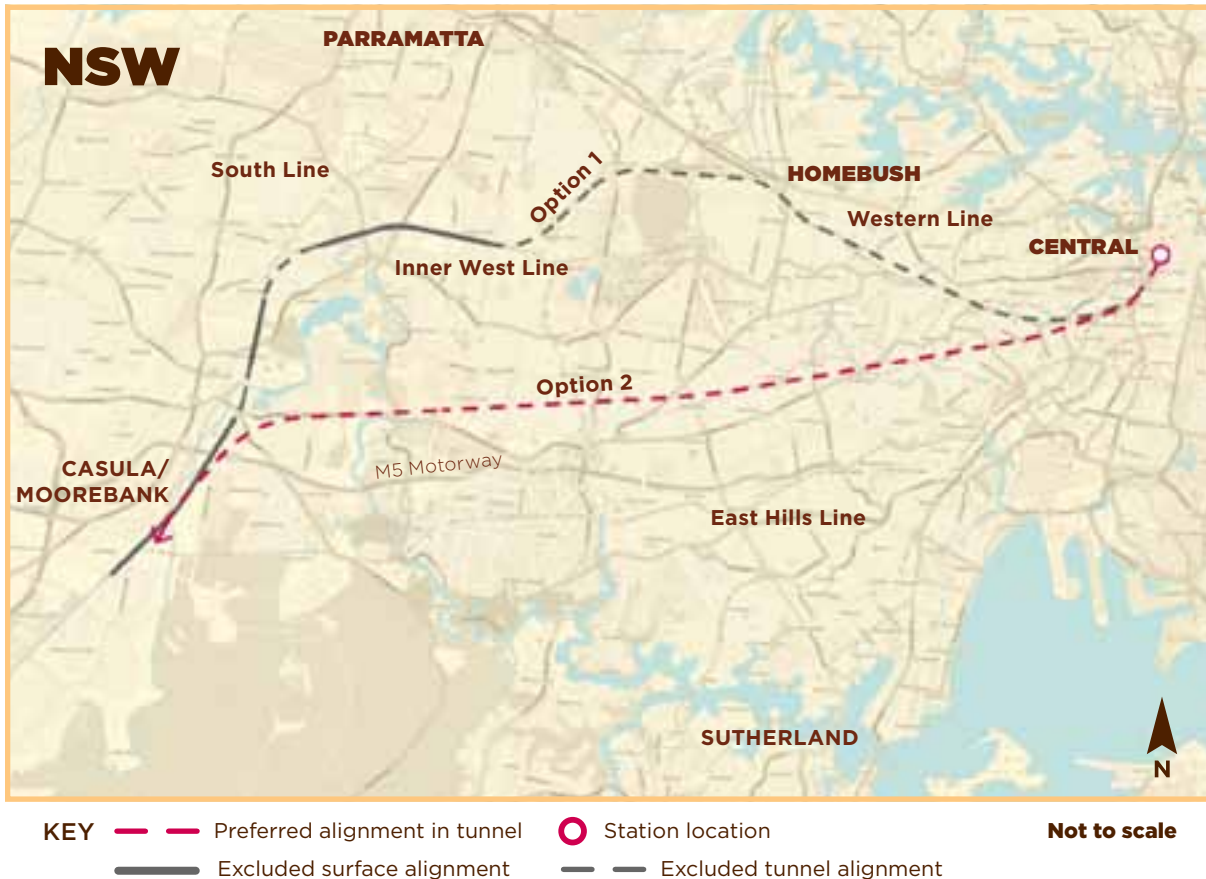 NSW
PARRAMATTA
South Line
Option 1
HOMEBUSH
Western Line
CENTRAL
Inner West Line
Option 2
CASULA/
MOOREBANK
M5 Motorway
East Hills Line
SUTHERLAND
N
KEY
Preferred alignment in tunnel
Station location
Not to scale
Excluded surface alignment
Excluded tunnel alignment